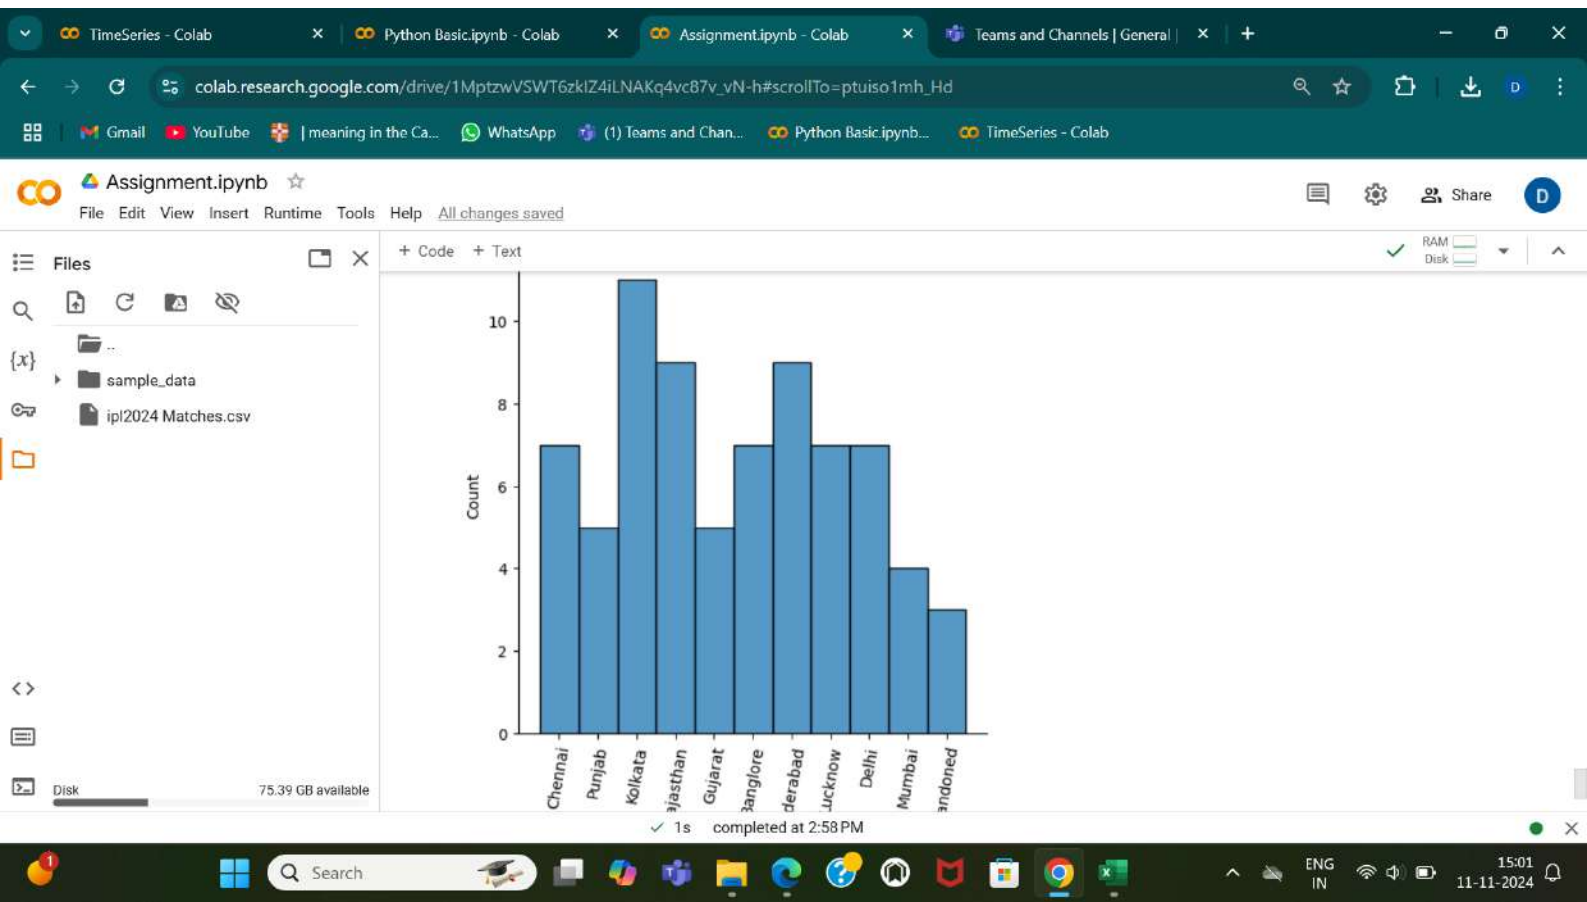 TimeSeries - Colab
Python Basic.ipynb - Colab
Assignment.ipynb - Colab
Teams and Channels | General |
colab.research.google.com/drive/1MptzwVSWT6zkIZ4iLNAKq4vc87v_vN-h#scrollTo=ptuiso1mh_Hd
D
Gmail YouTube | meaning in the Ca... WhatsApp (1) Teams and Chan... Python Basic.ipynb... TimeSeries - Colab
Assignment.ipynb
Share
D
File Edit View Insert Runtime Tools Help All changes saved
Files
+ Code + Text
RAM
Disk
..
{x}
sample_data
ipl2024 Matches.csv
10
8
6
4
2
0
Count
Chennai
Punjab
Kolkata
ajasthan
Gujarat
Banglore
derabad
Lucknow
Delhi
Mumbai
andoned
Disk 75.39 GB available
1s completed at 2:58 PM
1
Search
ENG
IN
15:01
11-11-2024